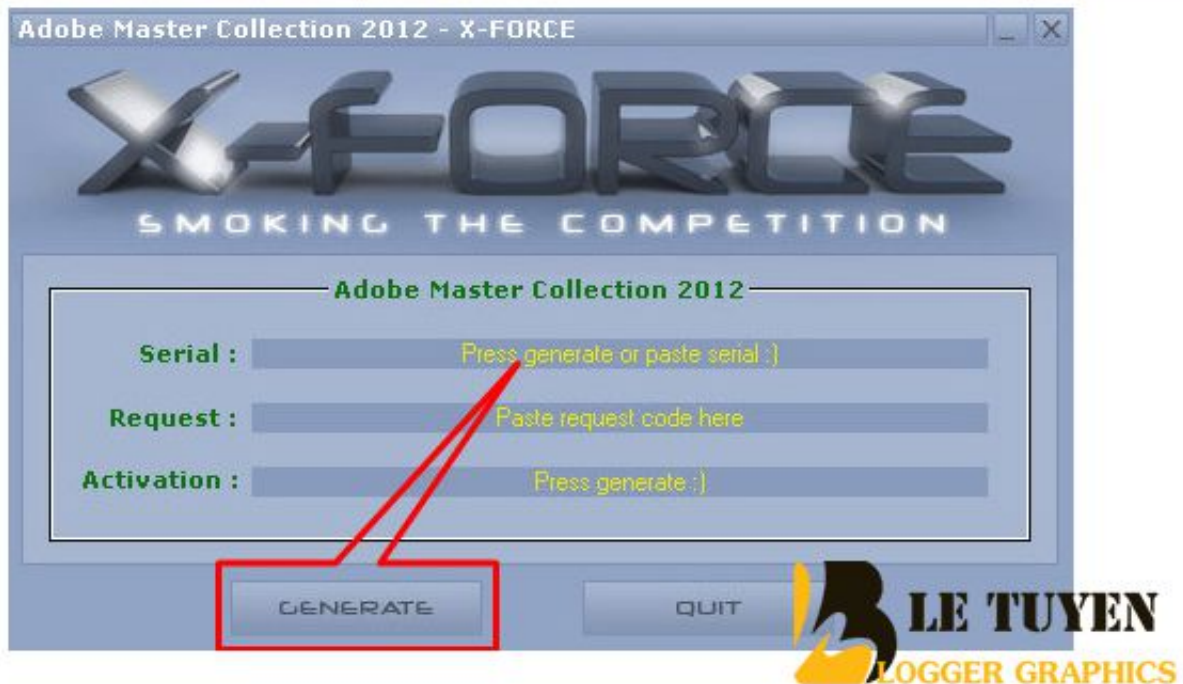 Adobe Master Collection 2012 - X-FORCE
X-FORCE
SMOKING THE COMPETITION
Adobe Master Collection 2012
Serial : Press generate or paste serial :)
Request : Paste request code here
Activation : Press generate :)
GENERATE QUIT
LE TUYEN
LOGGER GRAPHICS